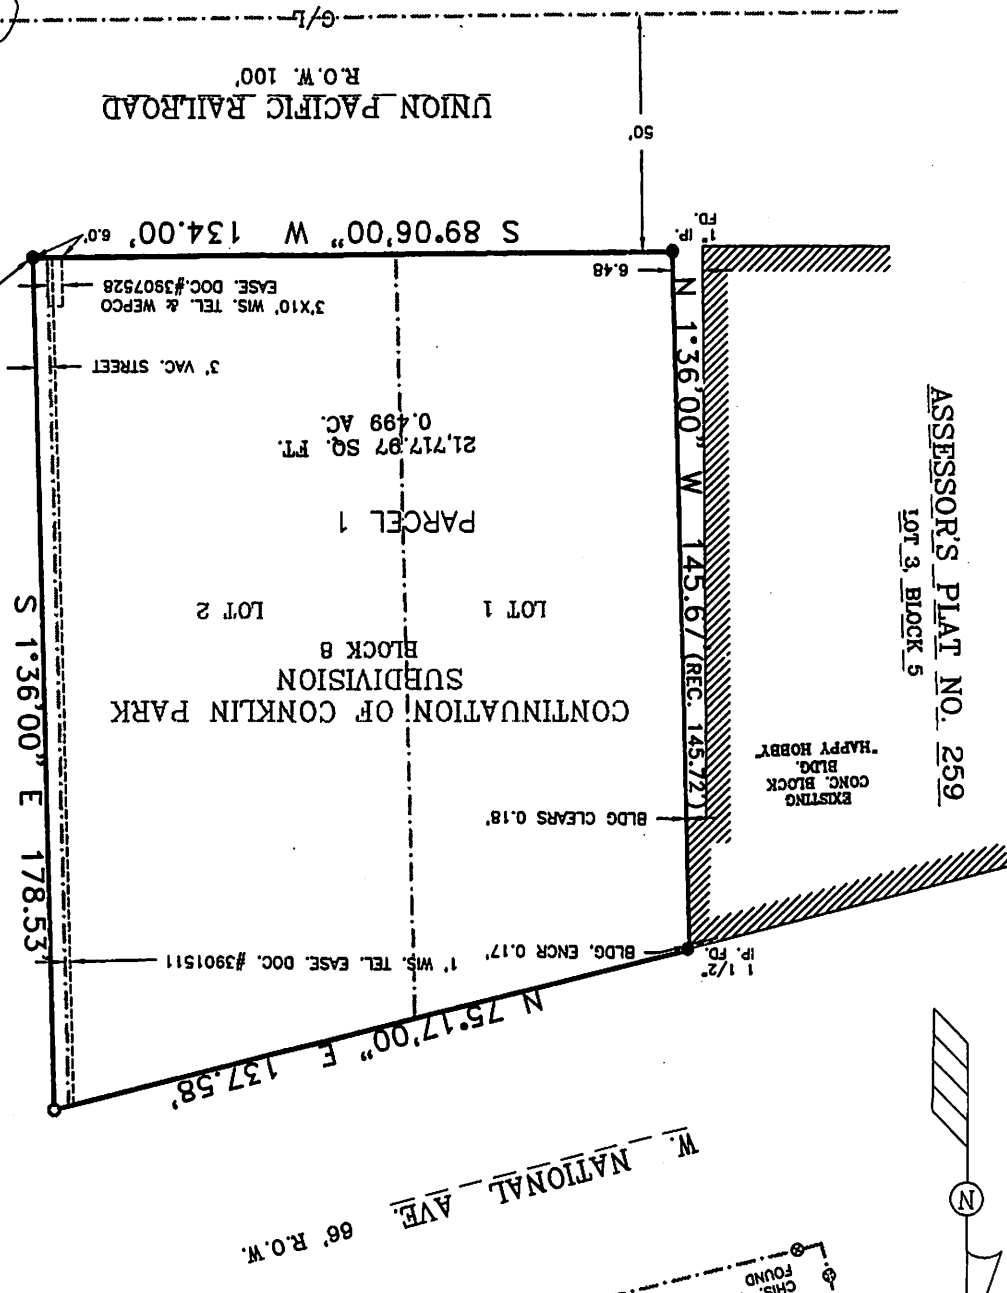 CHIS.
FOUND
W. NATIONAL AVE. 66' R.O.W.
N 75°17'00" E 137.58'
1 1/2"
IP. FD.
BLDG. ENCR 0.17'
1' WIS. TEL. EASE. DOC. #3901511
BLDG CLEARS 0.18'
EXISTING
CONC. BLOCK
BLDG.
"HAPPY HOBBY"
CONTINUATION OF CONKLIN PARK
SUBDIVISION
BLOCK 8
LOT 1
LOT 2
PARCEL 1
21,717.97 SQ. FT.
0.499 AC.
3' VAC. STREET
3'X10' WIS. TEL. & WEPCO
EASE. DOC.#3907528
N 1°36'00" W 145.67 (REC. 145.72')
S 1°36'00" E 178.53'
ASSESSOR'S PLAT NO. 259
LOT 3, BLOCK 5
6.48
1" IP.
FD.
S 89°06'00" W 134.00'
6.0'
50'
UNION PACIFIC RAILROAD
R.O.W. 100'
C/L
N